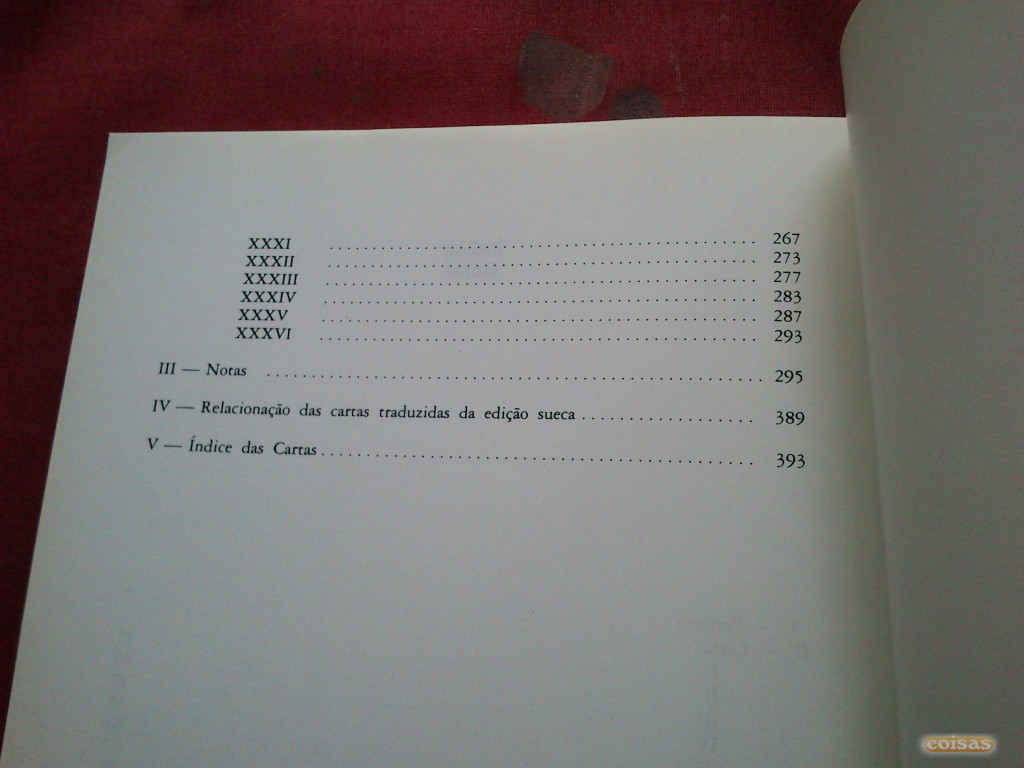 XXXI ........................................................ 267
XXXII ........................................................ 273
XXXIII ........................................................ 277
XXXIV ........................................................ 283
XXXV ........................................................ 287
XXXVI ........................................................ 293
III — Notas ........................................................ 295
IV — Relacionação das cartas traduzidas da edição sueca ........................ 389
V — Índice das Cartas ........................................................ 393
coisas